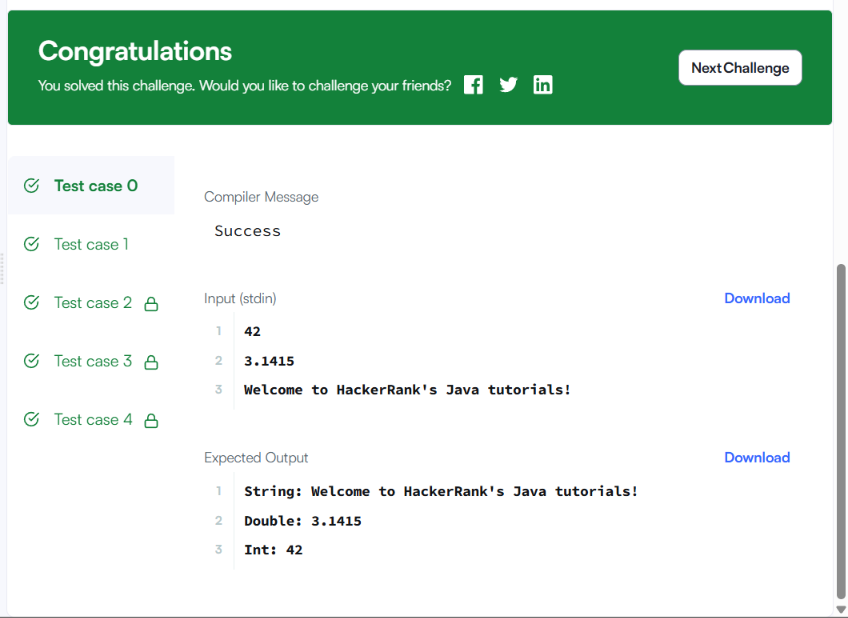 Congratulations
You solved this challenge. Would you like to challenge your friends?
Next Challenge
Test case 0
Test case 1
Test case 2
Test case 3
Test case 4
Compiler Message
Success
Input (stdin)
Download
1 42
2 3.1415
3 Welcome to HackerRank's Java tutorials!
Expected Output
Download
1 String: Welcome to HackerRank's Java tutorials!
2 Double: 3.1415
3 Int: 42